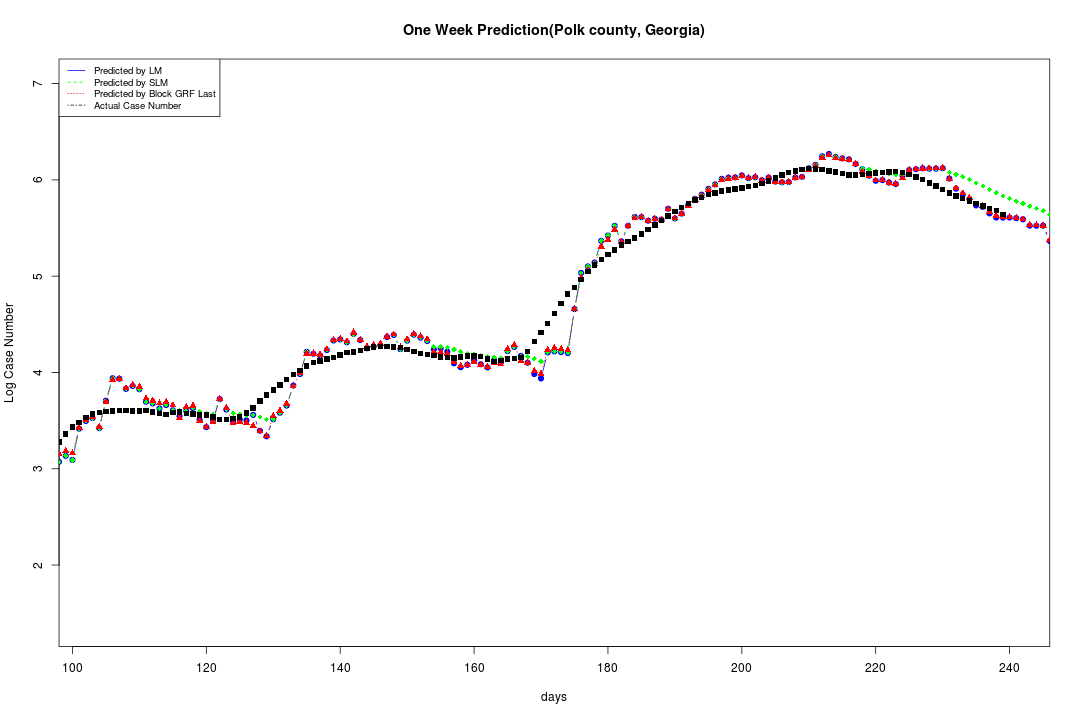 One Week Prediction(Polk county, Georgia)
Predicted by LM
Predicted by SLM
Predicted by Block GRF Last
Actual Case Number
7
6
5
4
3
2
Log Case Number
100 120 140 160 180 200 220 240
days